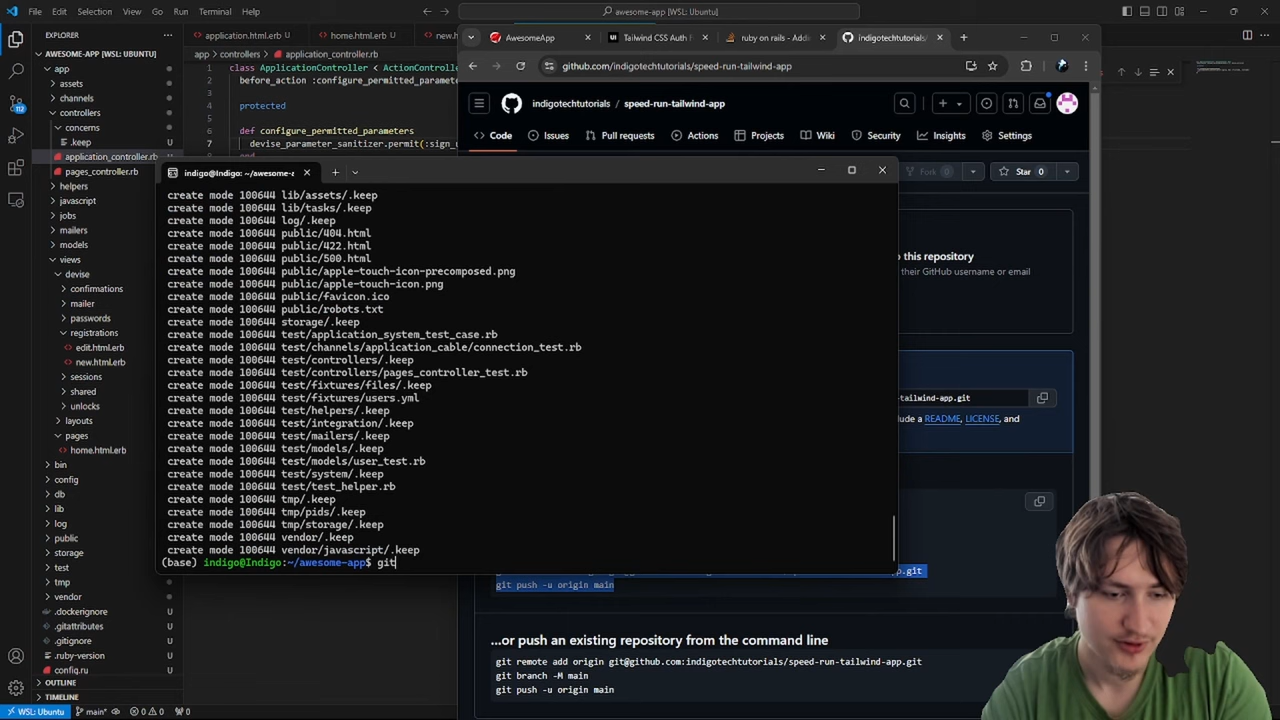 File Edit Selection View Go Run Terminal Help
awesome-app [WSL: Ubuntu]
EXPLORER
AWESOME-APP [WSL: UBUNTU]
app
assets
channels
controllers
concerns
.keep
application_controller.rb U
pages_controller.rb U
helpers
javascript
jobs
mailers
models
views
devise
confirmations
mailer
passwords
registrations
edit.html.erb U
new.html.erb U
sessions
shared
unlocks
layouts
pages
home.html.erb U
bin
config
db
lib
log
public
storage
test
tmp
vendor
.dockerignore U
.gitattributes U
.gitignore U
.ruby-version U
config.ru U
OUTLINE
TIMELINE
WSL: Ubuntu main* 0 0 0
application.html.erb U
home.html.erb U
app > controllers > application_controller.rb
1 class ApplicationController < ActionController
2 before_action :configure_permitted_parameters
3
4 protected
5
6 def configure_permitted_parameters
7 devise_parameter_sanitizer.permit(:sign_u
AwesomeApp
Tailwind CSS Auth F
ruby on rails - Add
indigotechtutorials/
github.com/indigotechtutorials/speed-run-tailwind-app
indigotechtutorials / speed-run-tailwind-app
Code Issues Pull requests Actions Projects Wiki Security Insights Settings
Fork 0 Star 0
this repository
their GitHub username or email
-tailwind-app.git
lude a README, LICENSE, and
git push -u origin main
...or push an existing repository from the command line
git remote add origin git@github.com:indigotechtutorials/speed-run-tailwind-app.git
git branch -M main
git push -u origin main
indigo@Indigo: ~/awesome-a
create mode 100644 lib/assets/.keep
create mode 100644 lib/tasks/.keep
create mode 100644 log/.keep
create mode 100644 public/404.html
create mode 100644 public/422.html
create mode 100644 public/500.html
create mode 100644 public/apple-touch-icon-precomposed.png
create mode 100644 public/apple-touch-icon.png
create mode 100644 public/favicon.ico
create mode 100644 public/robots.txt
create mode 100644 storage/.keep
create mode 100644 test/application_system_test_case.rb
create mode 100644 test/channels/application_cable/connection_test.rb
create mode 100644 test/controllers/.keep
create mode 100644 test/controllers/pages_controller_test.rb
create mode 100644 test/fixtures/files/.keep
create mode 100644 test/fixtures/users.yml
create mode 100644 test/helpers/.keep
create mode 100644 test/integration/.keep
create mode 100644 test/mailers/.keep
create mode 100644 test/models/.keep
create mode 100644 test/models/user_test.rb
create mode 100644 test/system/.keep
create mode 100644 test/test_helper.rb
create mode 100644 tmp/.keep
create mode 100644 tmp/pids/.keep
create mode 100644 tmp/storage/.keep
create mode 100644 vendor/.keep
create mode 100644 vendor/javascript/.keep
(base) indigo@Indigo:~/awesome-app$ git